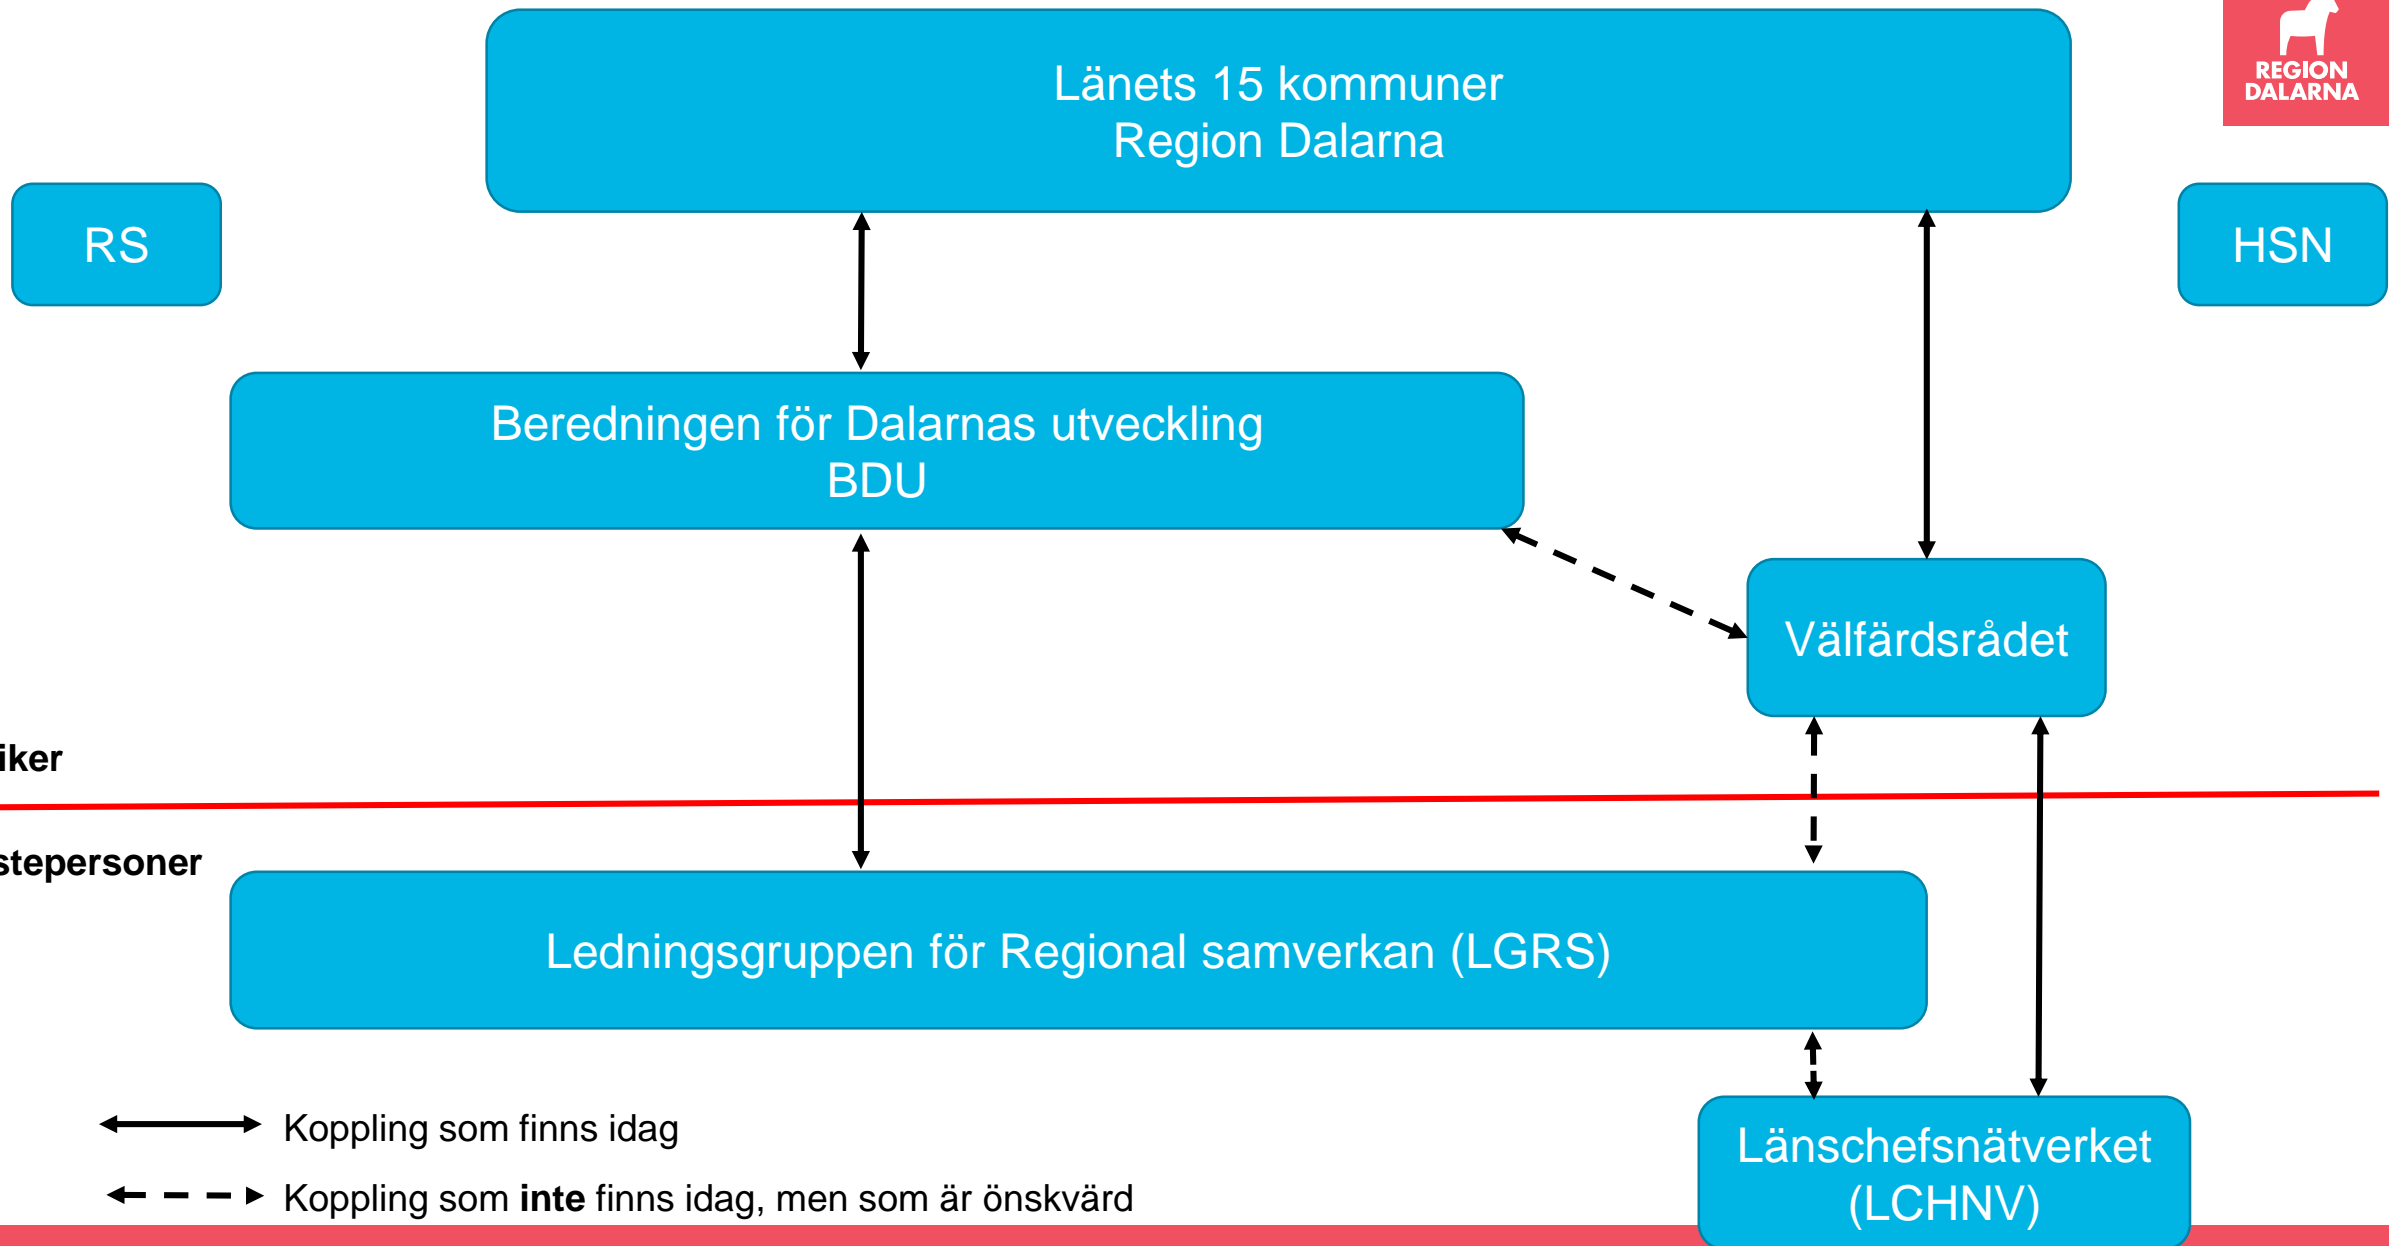 Länets 15 kommuner
Region Dalarna
REGION
DALARNA
RS
HSN
Beredningen för Dalarnas utveckling
BDU
Välfärdsrådet
iker
stepersoner
Ledningsgruppen för Regional samverkan (LGRS)
Koppling som finns idag
Koppling som inte finns idag, men som är önskvärd
Länschefsnätverket
(LCHNV)